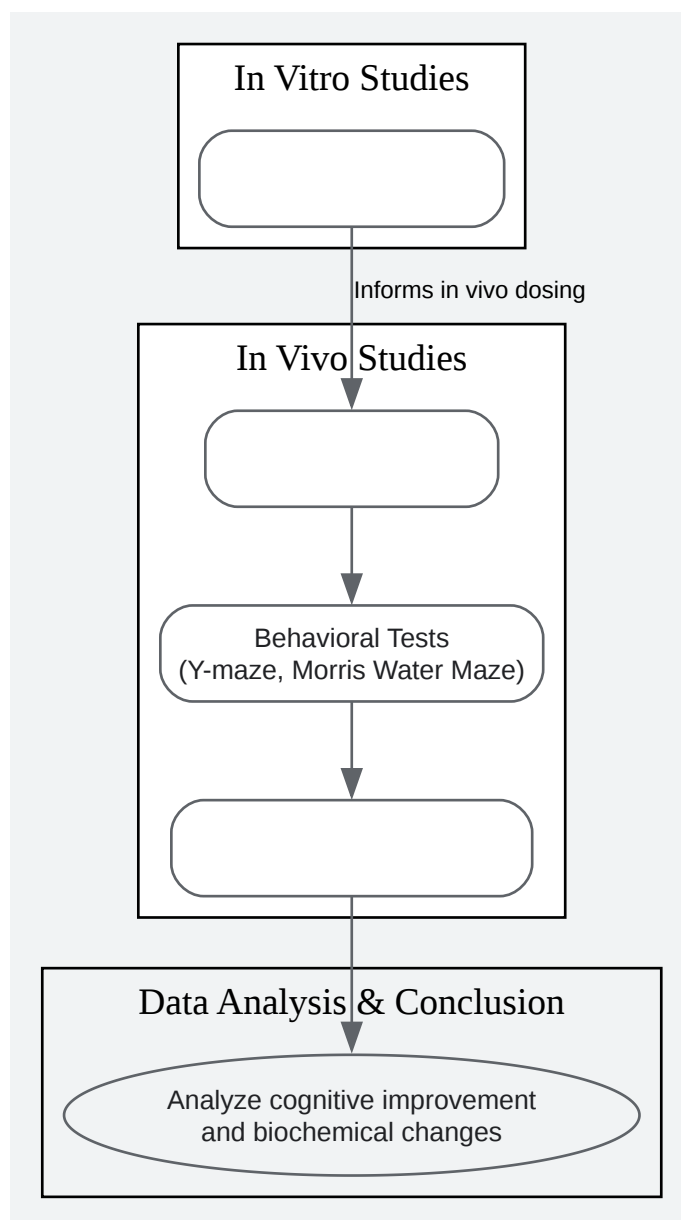 In Vitro Studies
Informs in vivo dosing
In Vivo Studies
Behavioral Tests
(Y-maze, Morris Water Maze)
Data Analysis & Conclusion
Analyze cognitive improvement
and biochemical changes